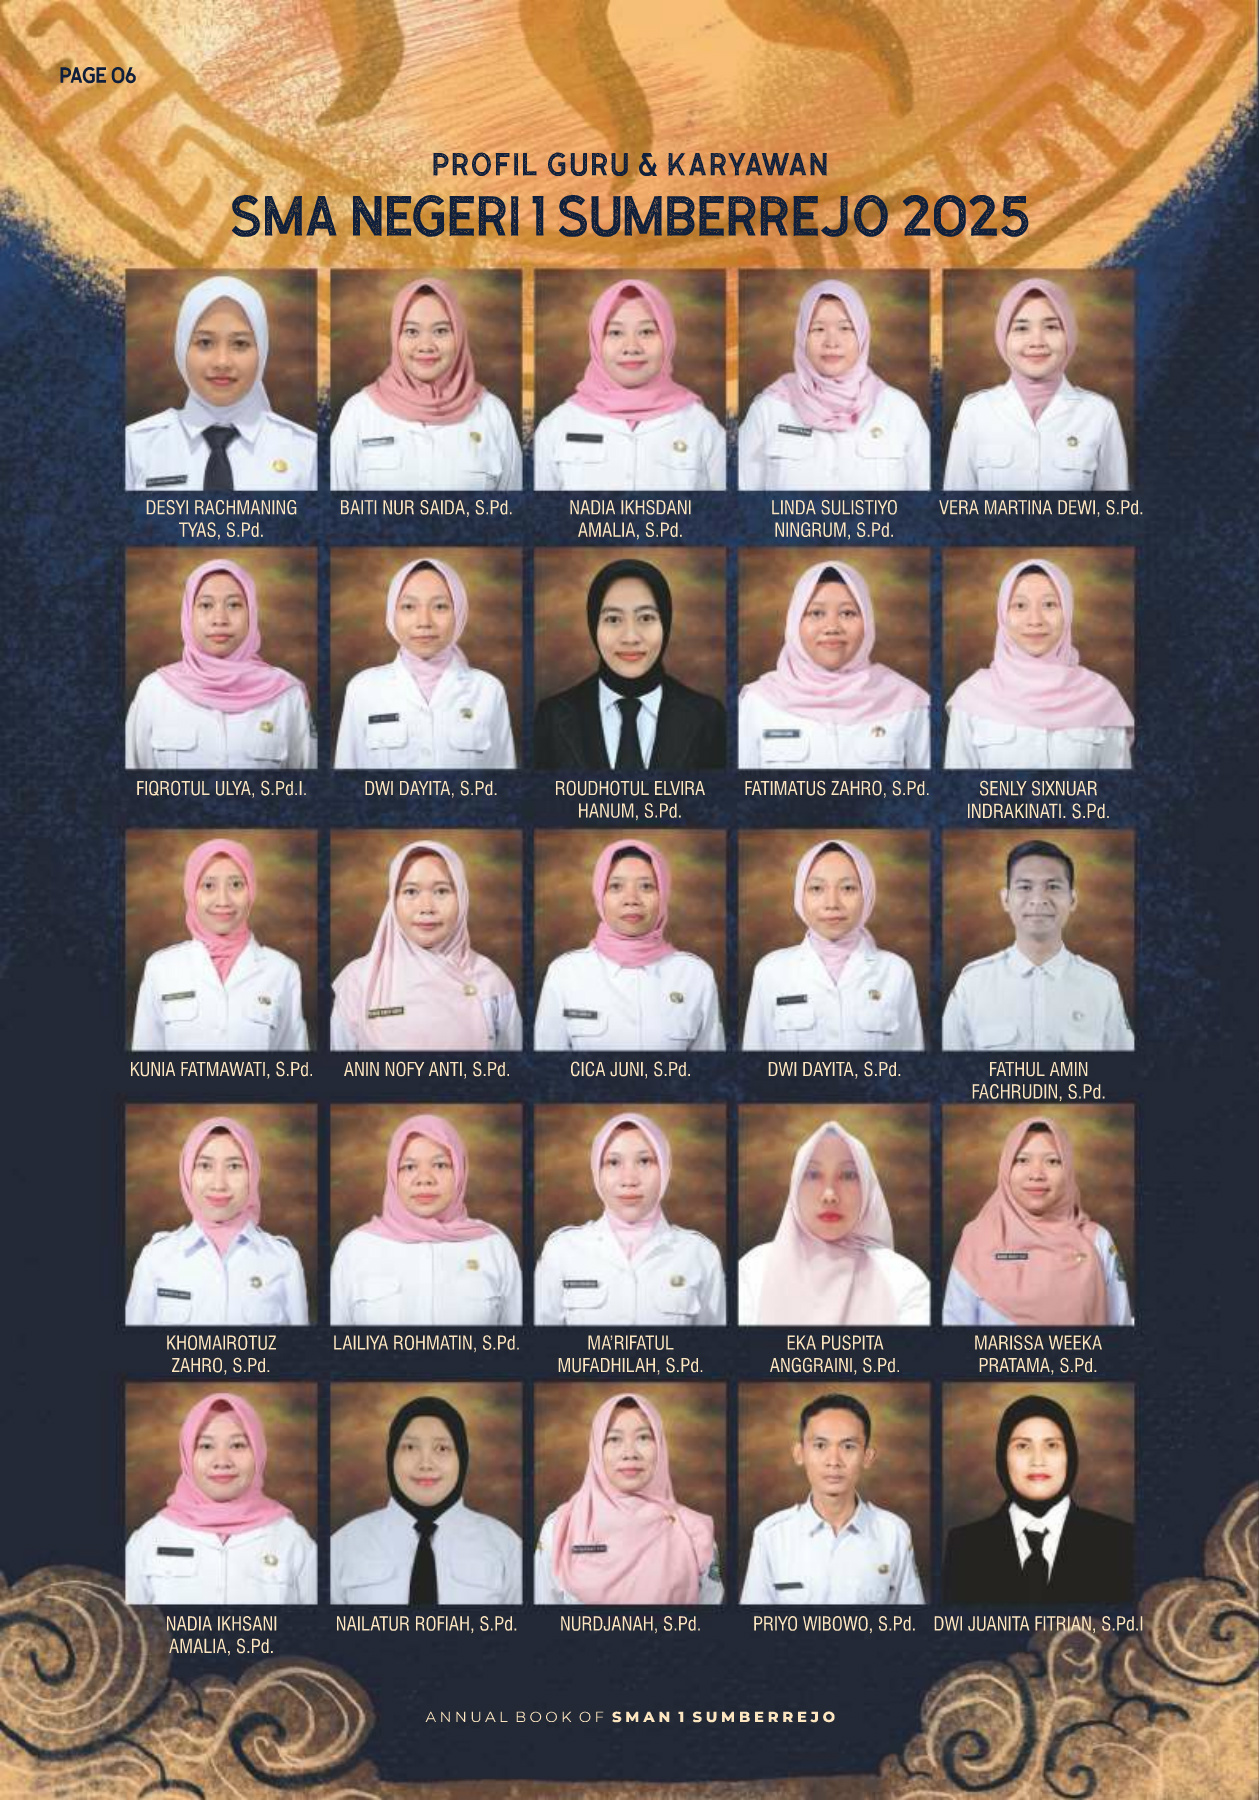 PAGE 06
PROFIL GURU & KARYAWAN
SMA NEGERI 1 SUMBERREJO 2025
DESYI RACHMANING
TYAS, S.Pd.
BAITI NUR SAIDA, S.Pd.
NADIA IKHSDANI
AMALIA, S.Pd.
LINDA SULISTIYO
NINGRUM, S.Pd.
VERA MARTINA DEWI, S.Pd.
FIQROTUL ULYA, S.Pd.I.
DWI DAYITA, S.Pd.
ROUDHOTUL ELVIRA
HANUM, S.Pd.
FATIMATUS ZAHRO, S.Pd.
SENLY SIXNUAR
INDRAKINATI. S.Pd.
KUNIA FATMAWATI, S.Pd.
ANIN NOFY ANTI, S.Pd.
CICA JUNI, S.Pd.
DWI DAYITA, S.Pd.
FATHUL AMIN
FACHRUDIN, S.Pd.
KHOMAIROTUZ
ZAHRO, S.Pd.
LAILIYA ROHMATIN, S.Pd.
MA'RIFATUL
MUFADHILAH, S.Pd.
EKA PUSPITA
ANGGRAINI, S.Pd.
MARISSA WEEKA
PRATAMA, S.Pd.
NADIA IKHSANI
AMALIA, S.Pd.
NAILATUR ROFIAH, S.Pd.
NURDJANAH, S.Pd.
PRIYO WIBOWO, S.Pd.
DWI JUANITA FITRIAN, S.Pd.I
ANNUAL BOOK OF SMAN 1 SUMBERREJO